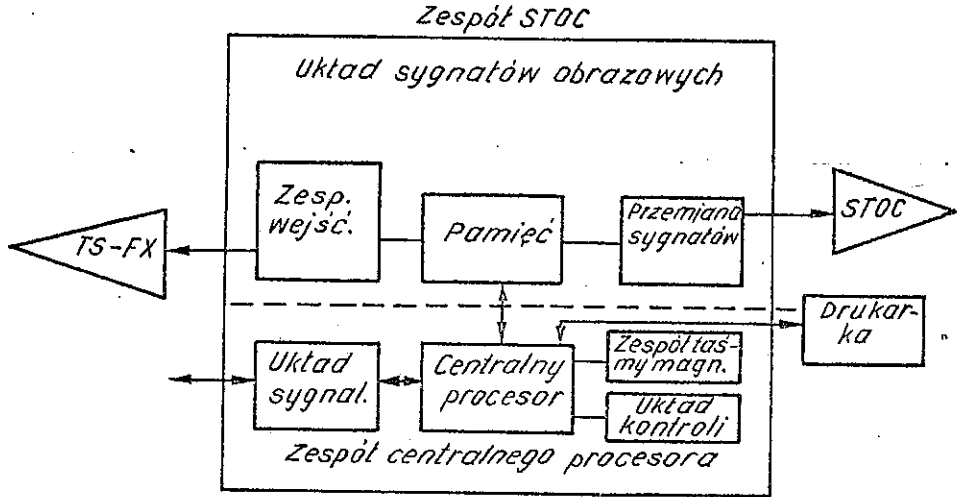 Zespół STOC
Układ sygnałów obrazowych
Zesp.
wejść.
Pamięć
Przemiana
sygnałów
STOC
TS-FX
Drukar-
ka
Układ
sygnal.
Centralny
procesor
Zespół taś-
my magn.
Układ
kontroli
Zespół centralnego procesora